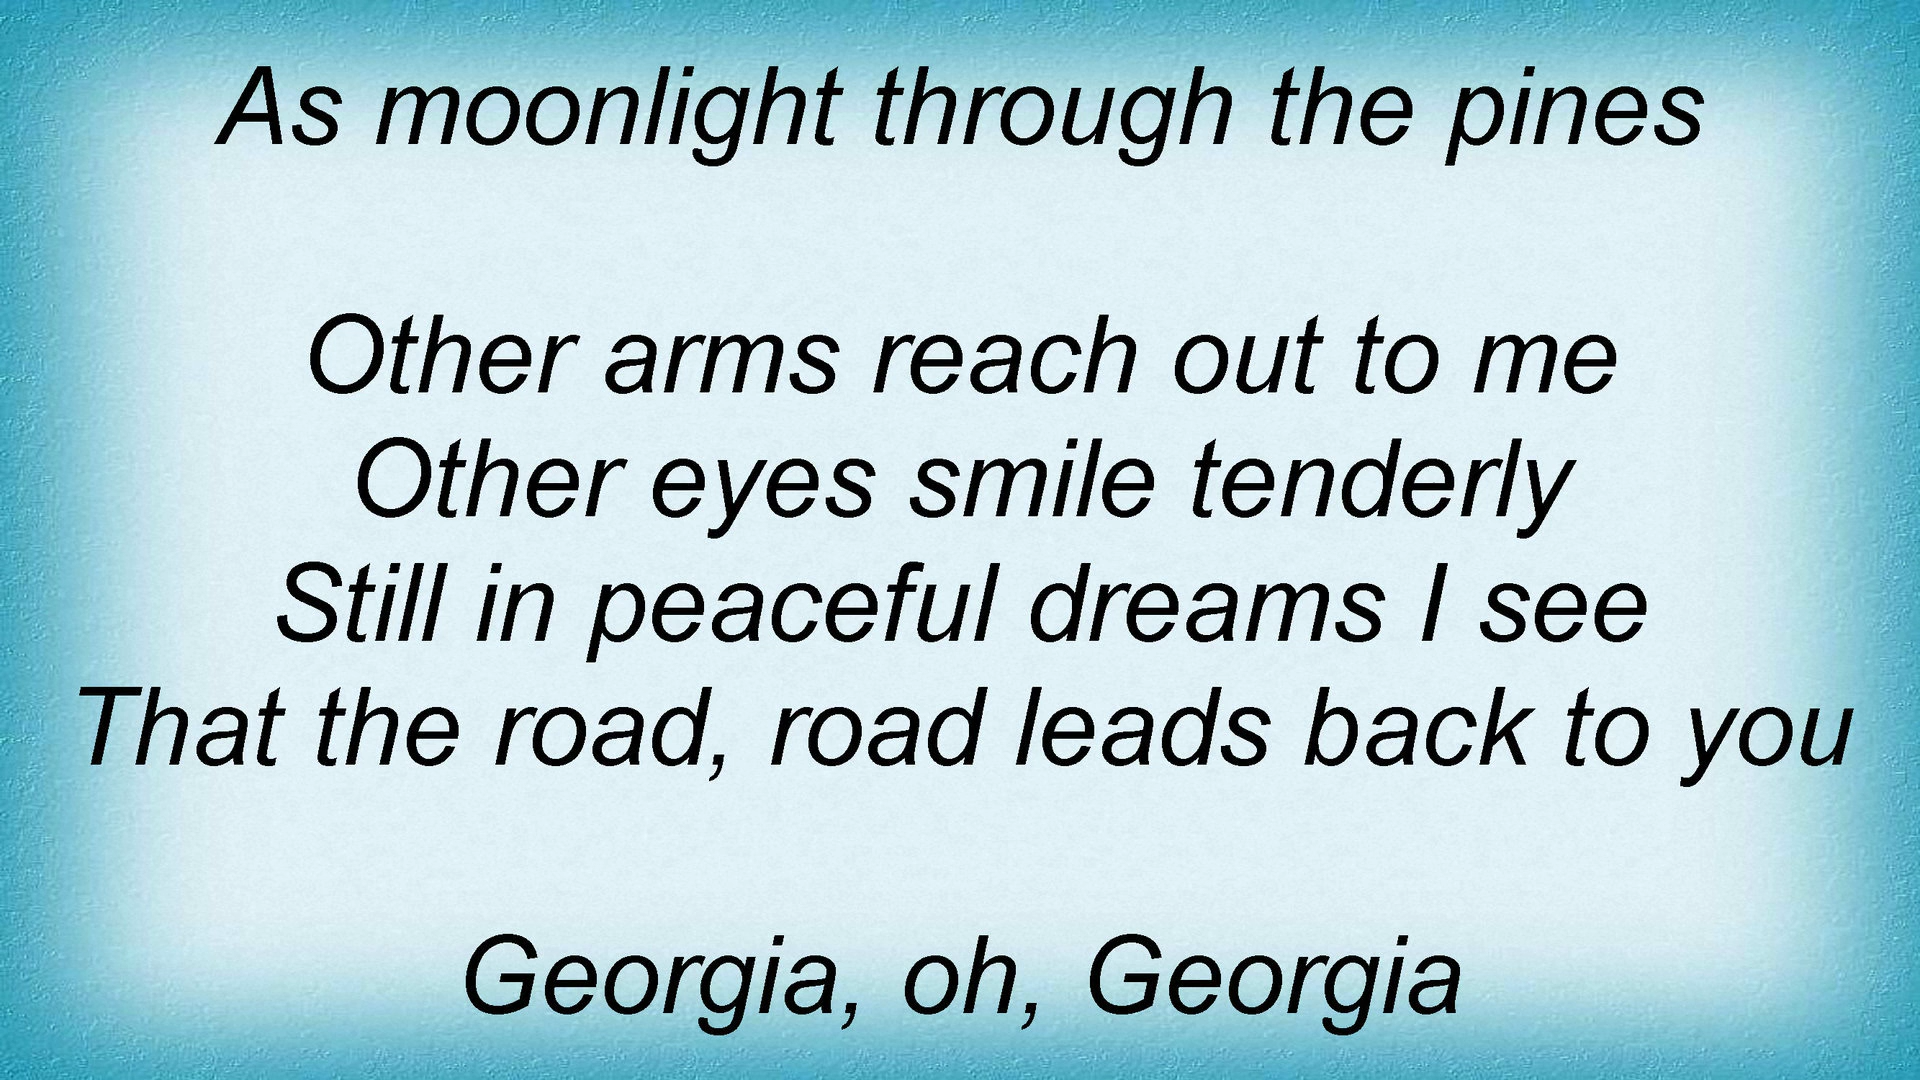 As moonlight through the pines
Other arms reach out to me
Other eyes smile tenderly
Still in peaceful dreams I see
That the road, road leads back to you
Georgia, oh, Georgia